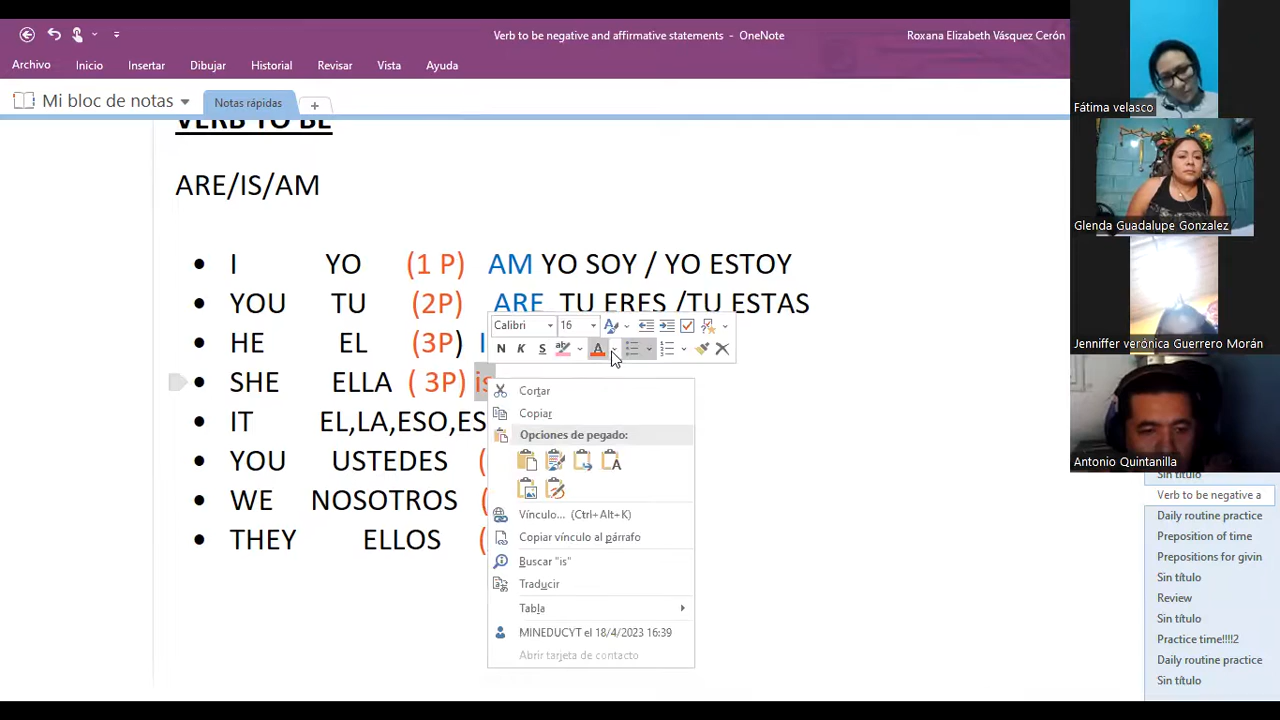 Verb to be negative and affirmative statements - OneNote
Roxana Elizabeth Vásquez Cerón
Archivo Inicio Insertar Dibujar Historial Revisar Vista Ayuda
Mi bloc de notas Notas rápidas
VERB TO BE
ARE/IS/AM
I YO (1 P) AM YO SOY / YO ESTOY
YOU TU (2P) ARE TU ERES /TU ESTAS
HE EL (3P) I
SHE ELLA ( 3P) is
IT EL,LA,ESO,ES
YOU USTEDES (
WE NOSOTROS (
THEY ELLOS (
Calibri 16
N K S ab A
Cortar
Copiar
Opciones de pegado:
Vínculo... (Ctrl+Alt+K)
Copiar vínculo al párrafo
Buscar "is"
Traducir
Tabla
MINEDUCYT el 18/4/2023 16:39
Abrir tarjeta de contacto
Fátima velasco
Glenda Guadalupe Gonzalez
Jenniffer verónica Guerrero Morán
Antonio Quintanilla
Sin título
Verb to be negative a
Daily routine practice
Preposition of time
Prepositions for givin
Sin título
Review
Sin título
Practice time!!!!2
Daily routine practice
Sin título